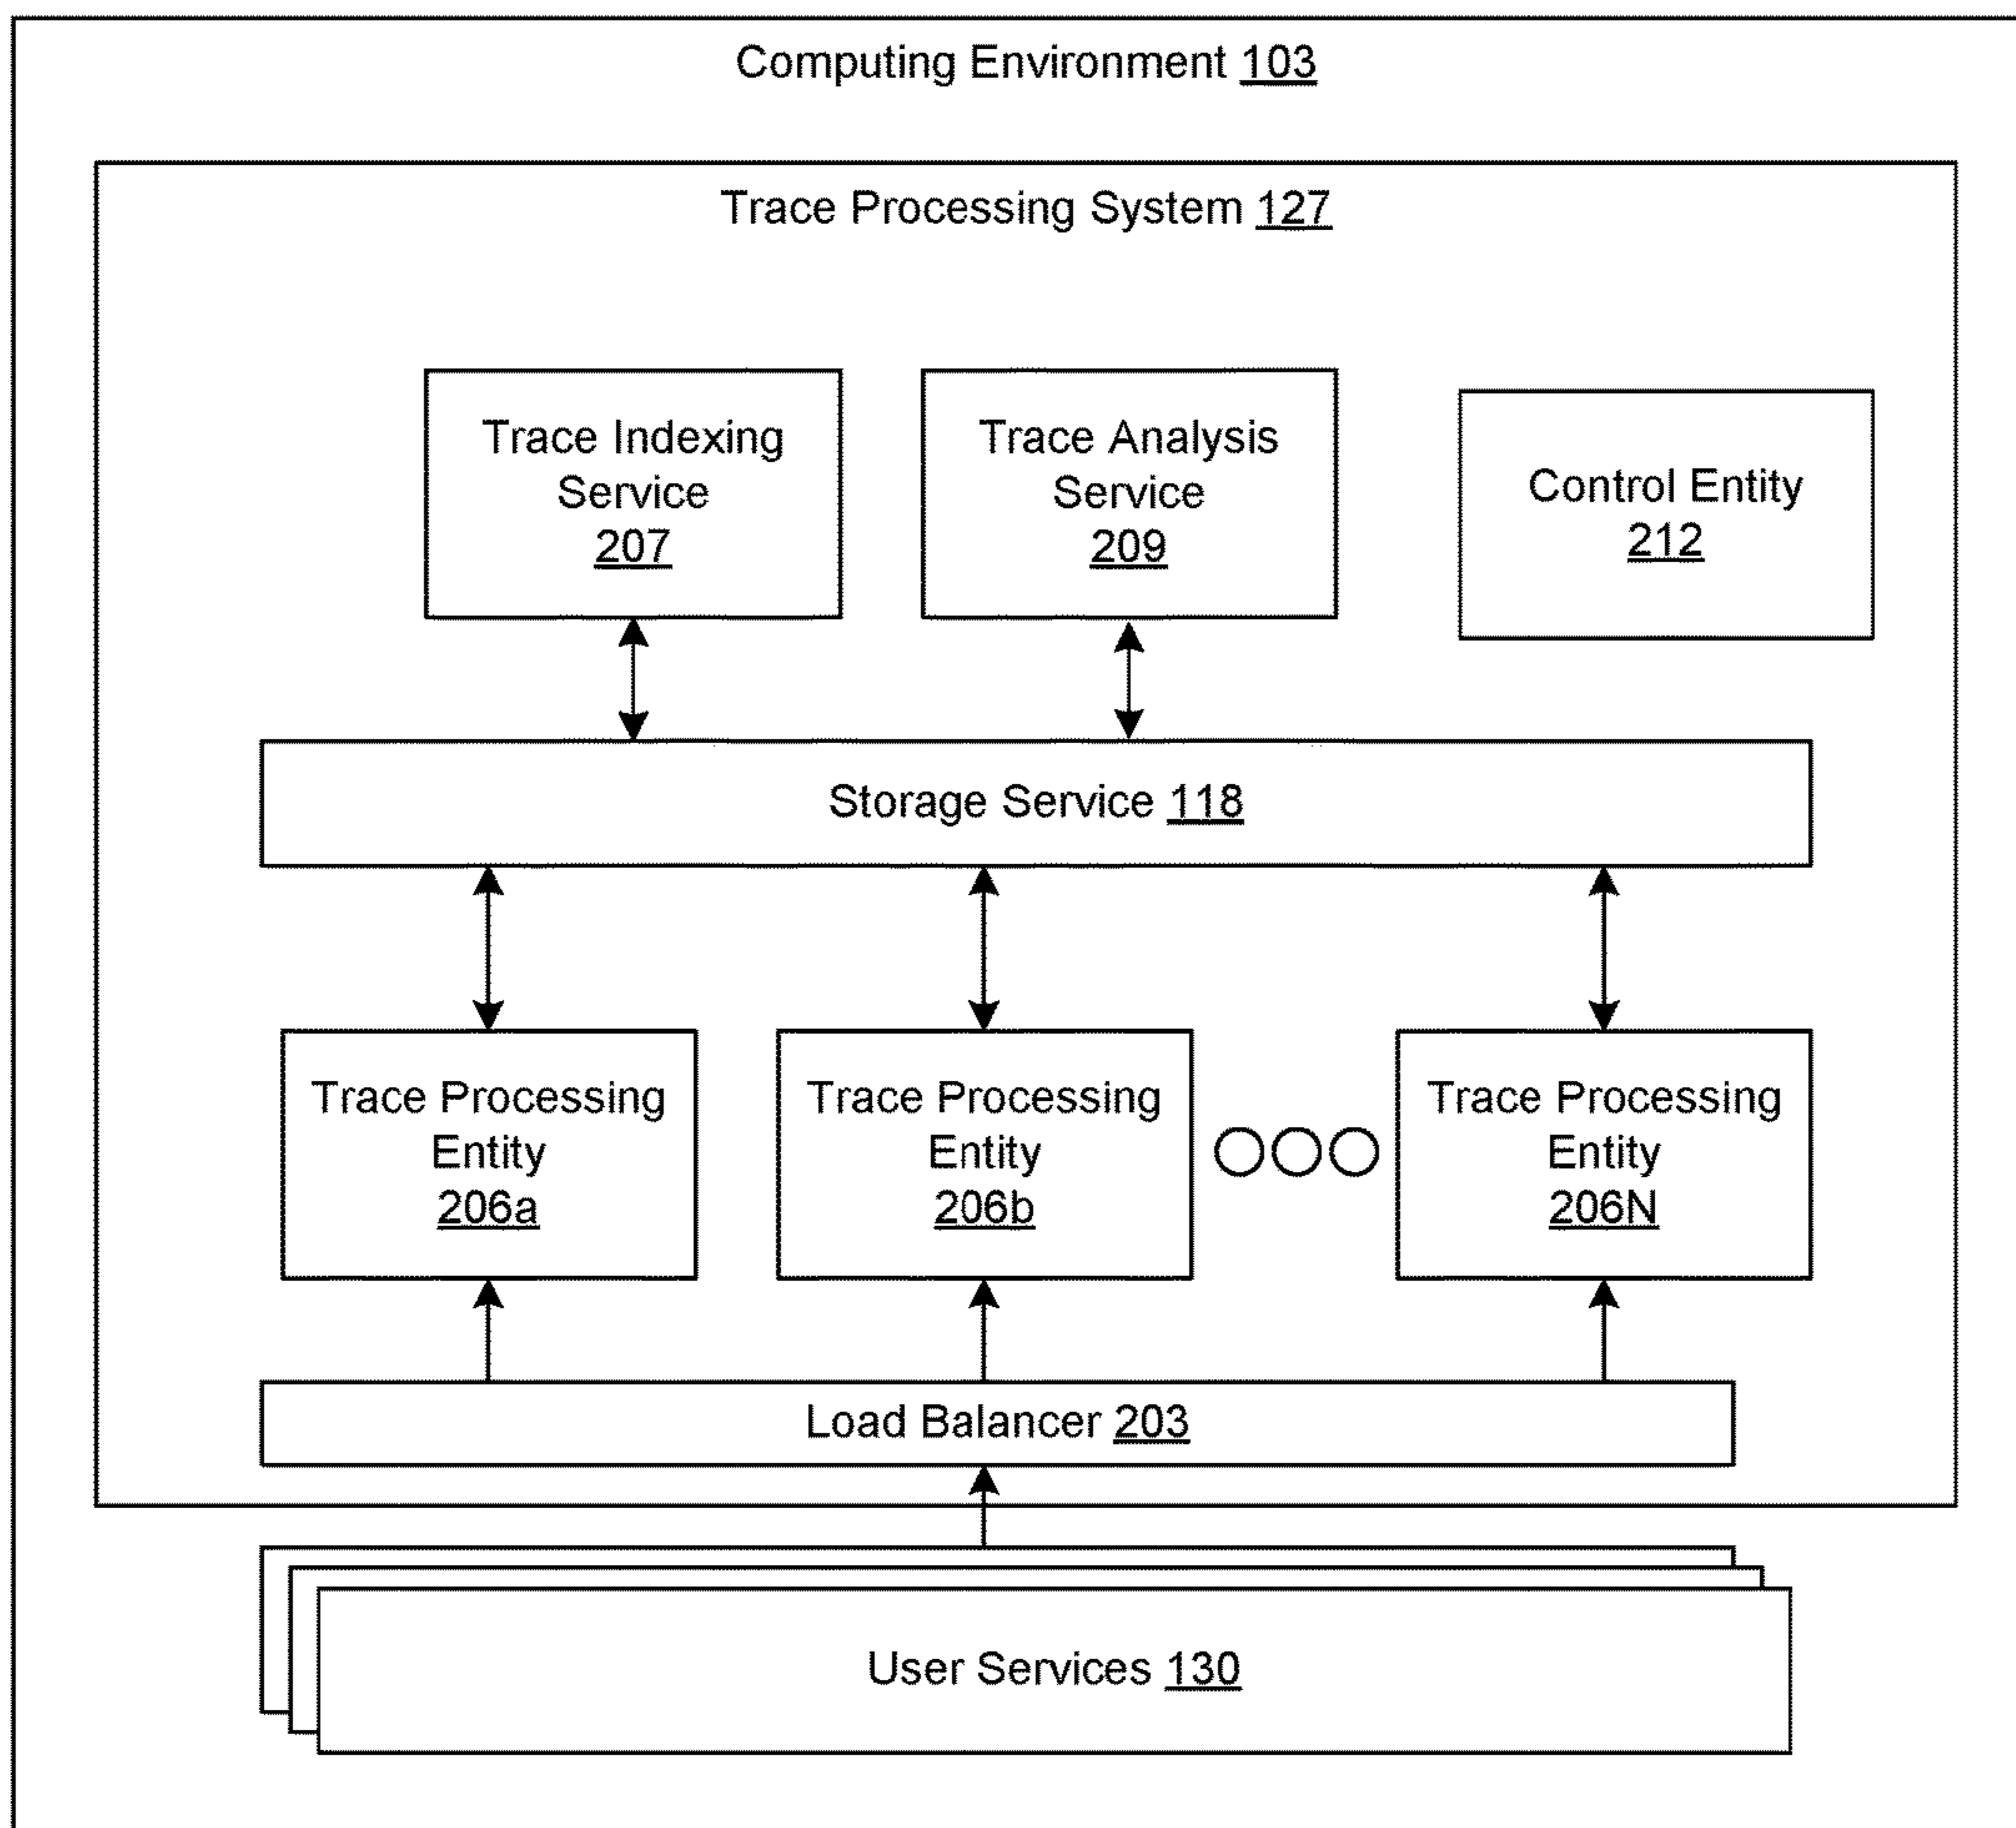 Computing Environment 103
Trace Processing System 127
Trace Indexing
Service
207
Trace Analysis
Service
209
Control Entity
212
Storage Service 118
Trace Processing
Entity
206a
Trace Processing
Entity
206b
Trace Processing
Entity
206N
Load Balancer 203
User Services 130